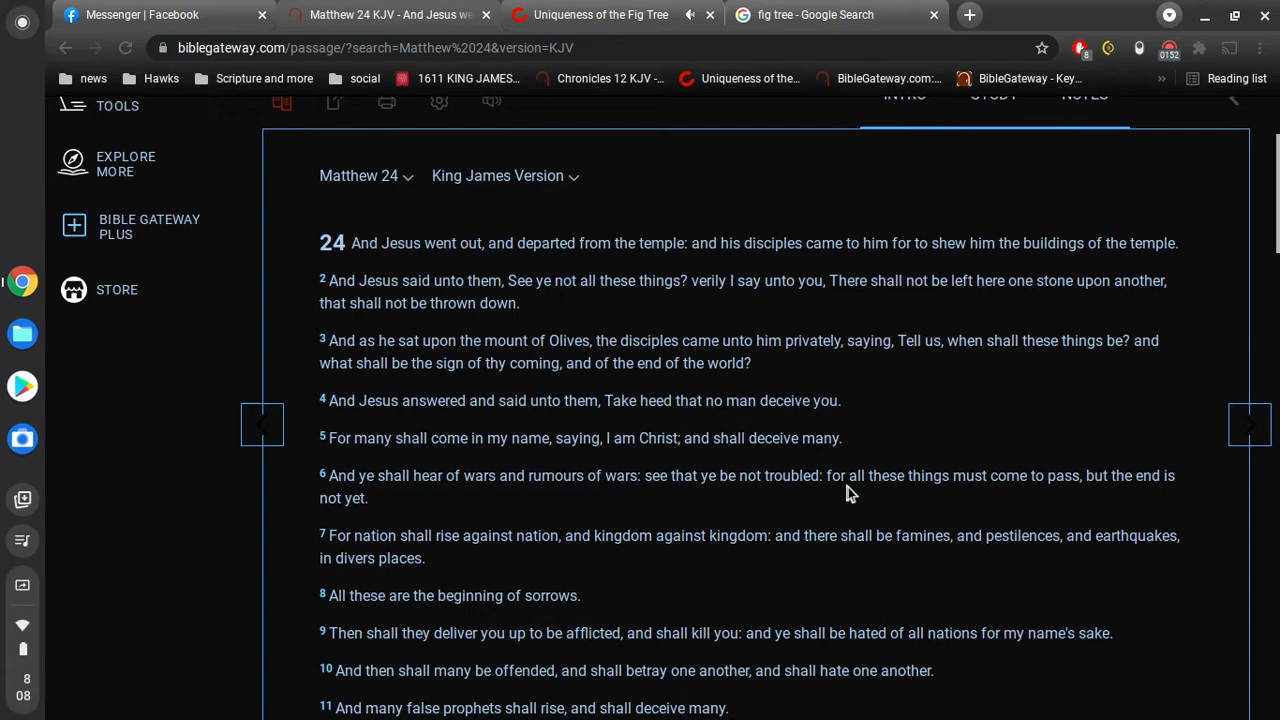 Messenger | Facebook
Matthew 24 KJV - And Jesus we
Uniqueness of the Fig Tree
fig tree - Google Search
biblegateway.com/passage/?search=Matthew%2024&version=KJV
8
0152
news
Hawks
Scripture and more
social
1611 KING JAMES...
Chronicles 12 KJV -...
Uniqueness of the...
BibleGateway.com:...
BibleGateway - Key...
»
Reading list
TOOLS
INTRO
STUDY
NOTES
EXPLORE
MORE
BIBLE GATEWAY
PLUS
STORE
Matthew 24
King James Version
24 And Jesus went out, and departed from the temple: and his disciples came to him for to shew him the buildings of the temple.
2 And Jesus said unto them, See ye not all these things? verily I say unto you, There shall not be left here one stone upon another,
that shall not be thrown down.
3 And as he sat upon the mount of Olives, the disciples came unto him privately, saying, Tell us, when shall these things be? and
what shall be the sign of thy coming, and of the end of the world?
4 And Jesus answered and said unto them, Take heed that no man deceive you.
5 For many shall come in my name, saying, I am Christ; and shall deceive many.
6 And ye shall hear of wars and rumours of wars: see that ye be not troubled: for all these things must come to pass, but the end is
not yet.
7 For nation shall rise against nation, and kingdom against kingdom: and there shall be famines, and pestilences, and earthquakes,
in divers places.
8 All these are the beginning of sorrows.
9 Then shall they deliver you up to be afflicted, and shall kill you: and ye shall be hated of all nations for my name's sake.
10 And then shall many be offended, and shall betray one another, and shall hate one another.
11 And many false prophets shall rise, and shall deceive many.
8
08